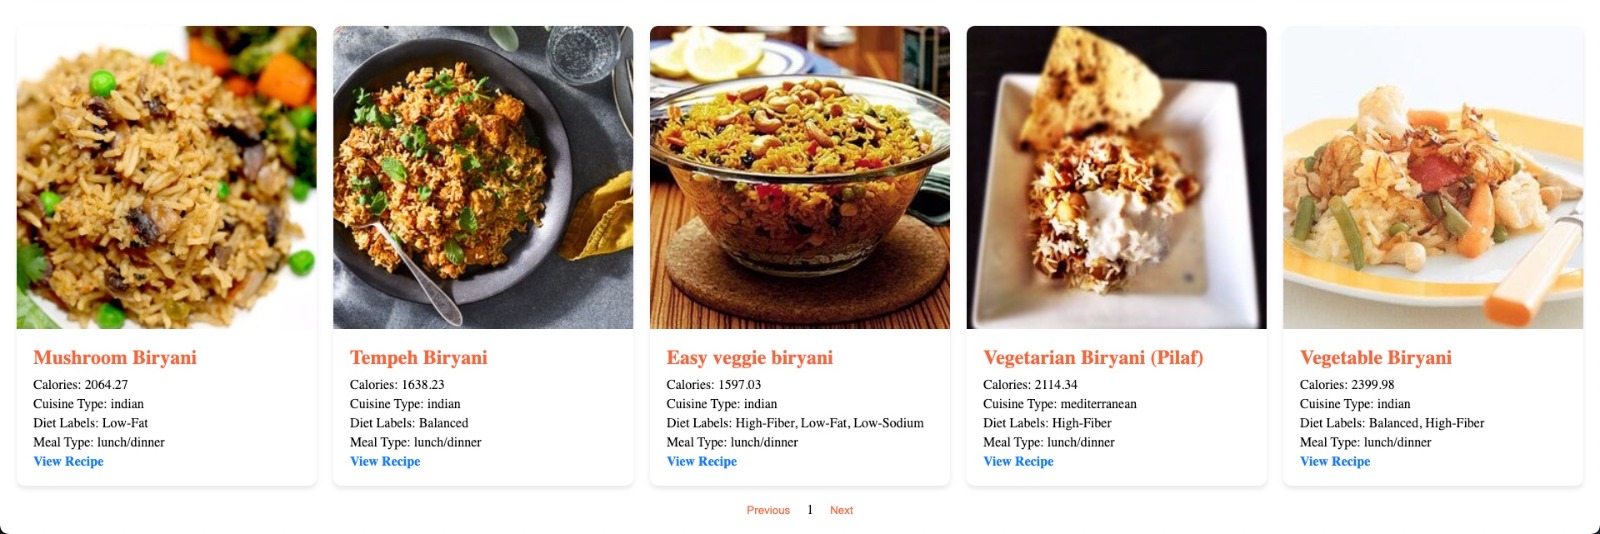 Mushroom Biryani
Calories: 2064.27
Cuisine Type: indian
Diet Labels: Low-Fat
Meal Type: lunch/dinner
View Recipe
Tempeh Biryani
Calories: 1638.23
Cuisine Type: indian
Diet Labels: Balanced
Meal Type: lunch/dinner
View Recipe
Easy veggie biryani
Calories: 1597.03
Cuisine Type: indian
Diet Labels: High-Fiber, Low-Fat, Low-Sodium
Meal Type: lunch/dinner
View Recipe
Vegetarian Biryani (Pilaf)
Calories: 2114.34
Cuisine Type: mediterranean
Diet Labels: High-Fiber
Meal Type: lunch/dinner
View Recipe
Vegetable Biryani
Calories: 2399.98
Cuisine Type: indian
Diet Labels: Balanced, High-Fiber
Meal Type: lunch/dinner
View Recipe
Previous 1 Next